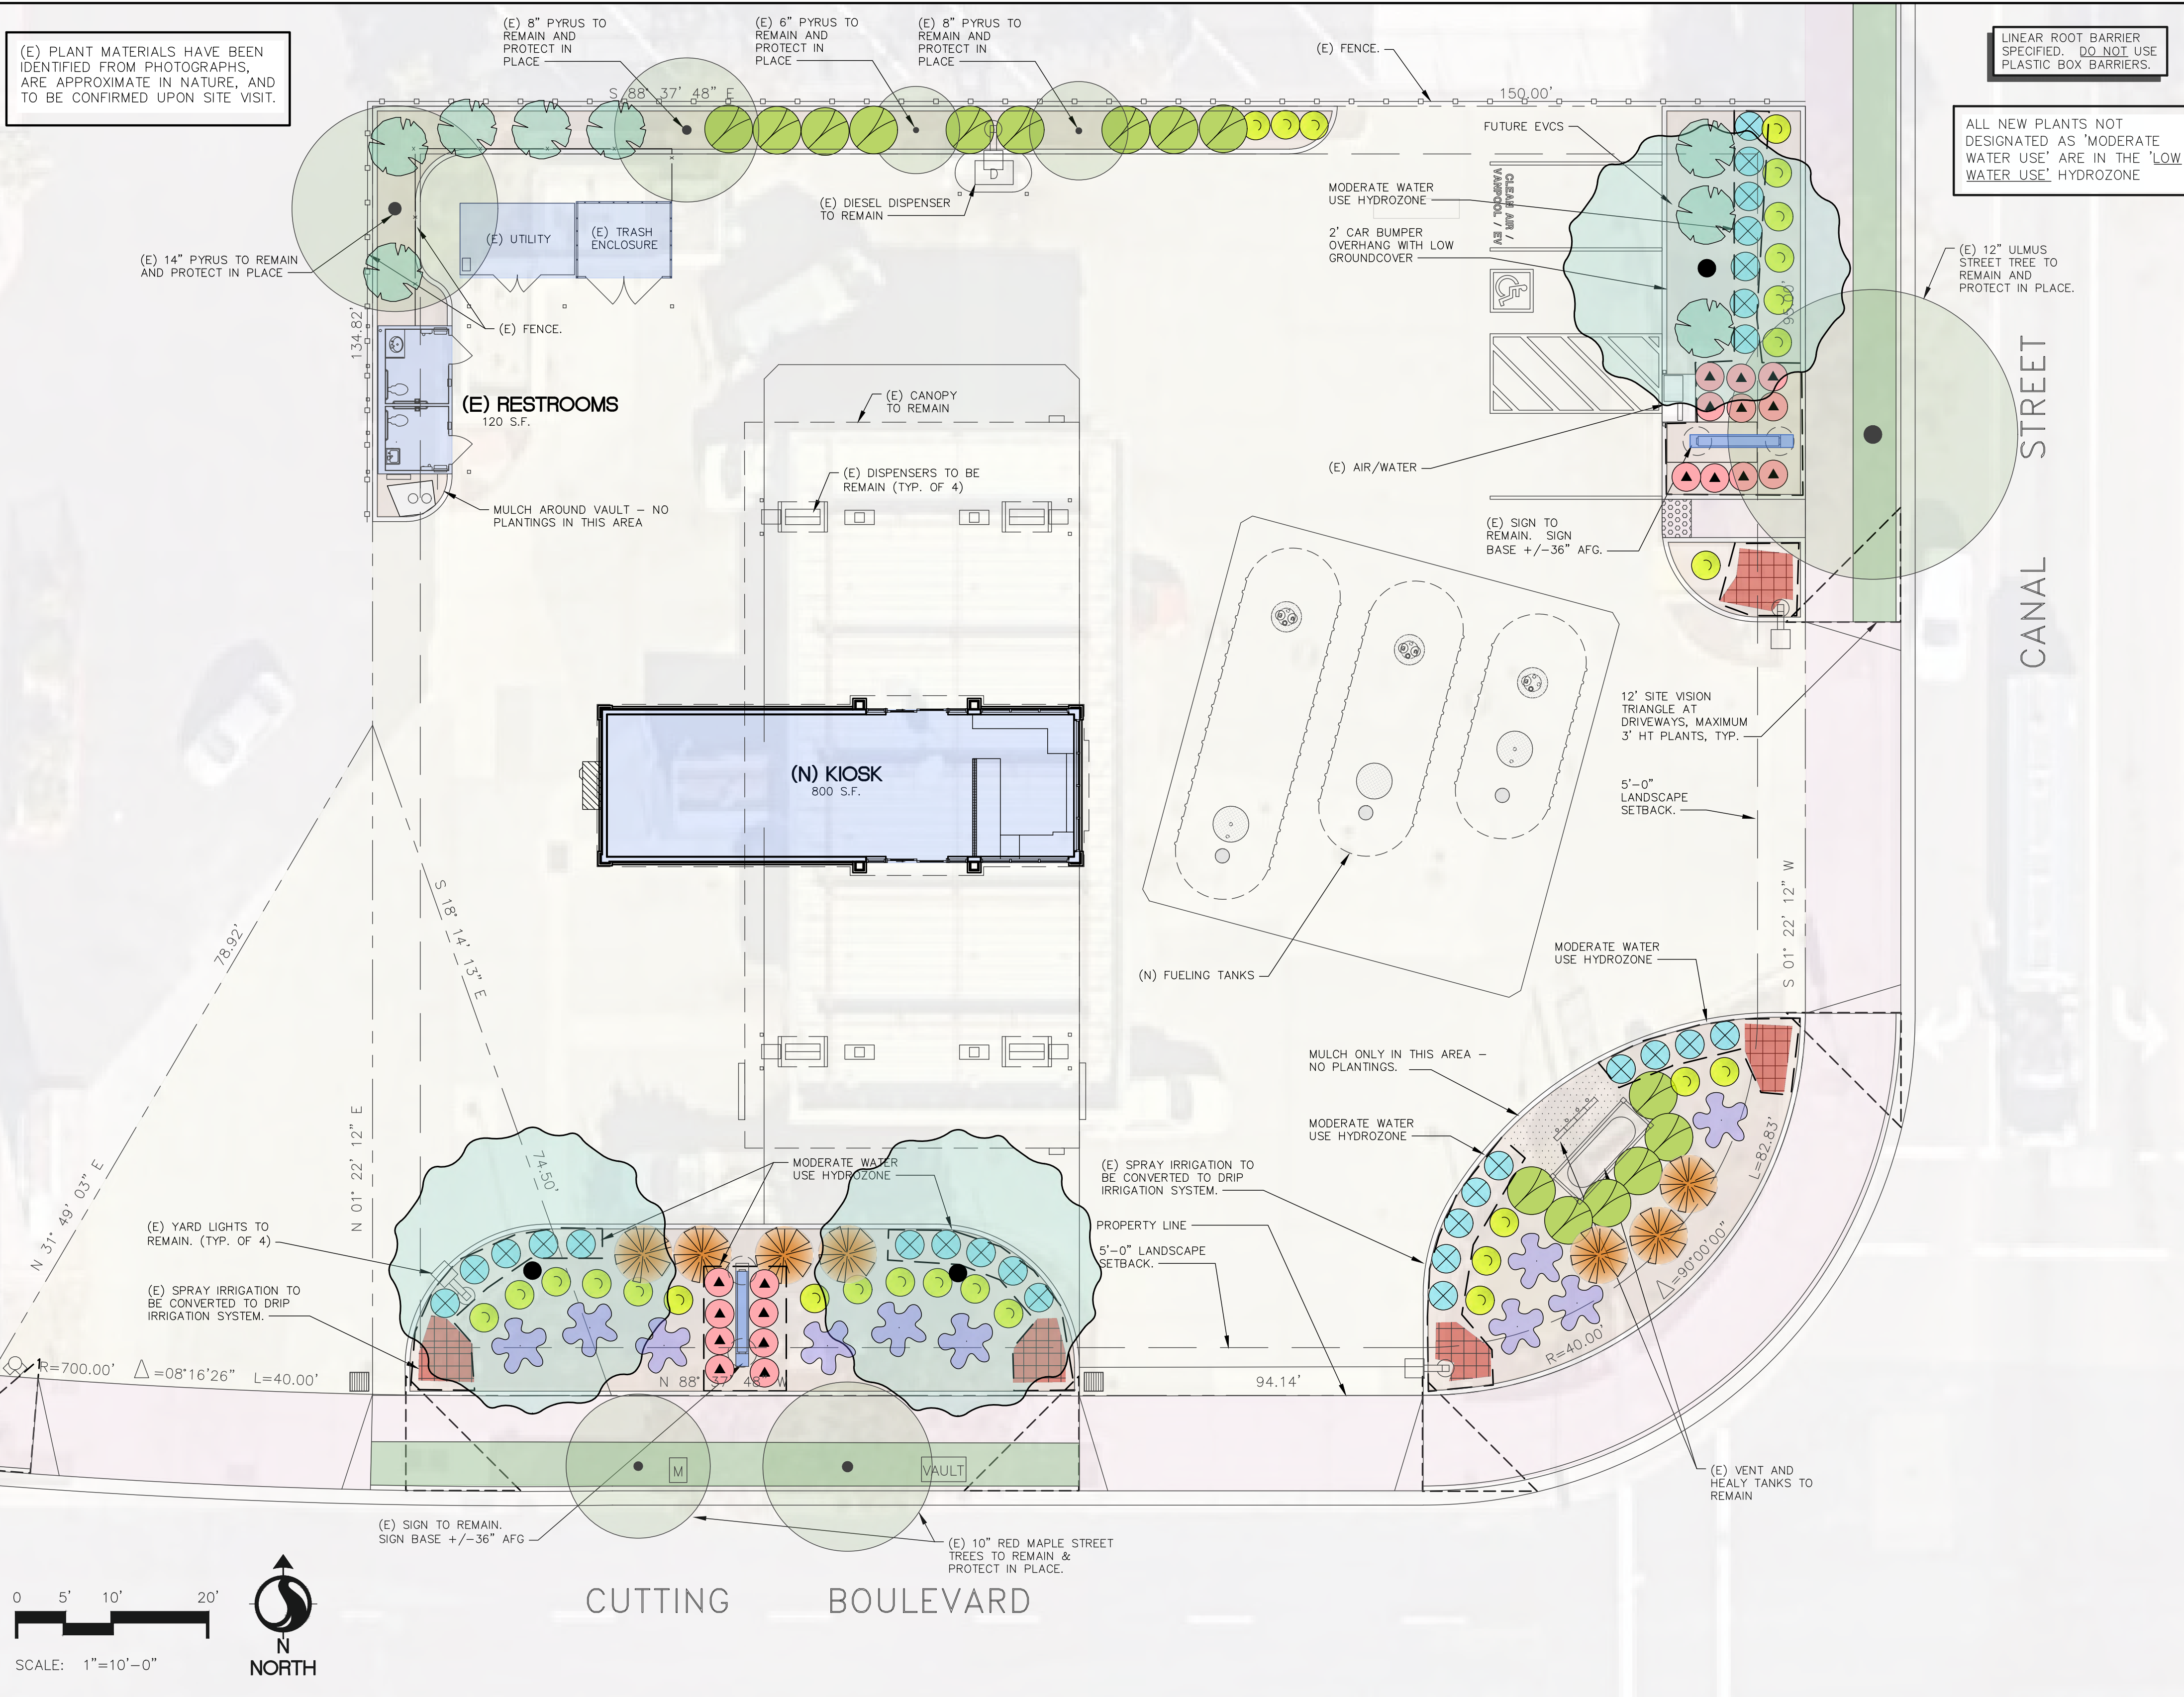 (E) PLANT MATERIALS HAVE BEEN
IDENTIFIED FROM PHOTOGRAPHS,
ARE APPROXIMATE IN NATURE, AND
TO BE CONFIRMED UPON SITE VISIT.
(E) 8" PYRUS TO
REMAIN AND
PROTECT IN
PLACE
(E) 6" PYRUS TO
REMAIN AND
PROTECT IN
PLACE
(E) 8" PYRUS TO
REMAIN AND
PROTECT IN
PLACE
(E) FENCE.
LINEAR ROOT BARRIER
SPECIFIED. DO NOT USE
PLASTIC BOX BARRIERS.
ALL NEW PLANTS NOT
DESIGNATED AS 'MODERATE
WATER USE' ARE IN THE 'LOW
WATER USE' HYDROZONE
S 88° 37' 48" E
150.00'
FUTURE EVCS
CLEAN AIR /
VANPOOL / EV
MODERATE WATER
USE HYDROZONE
2' CAR BUMPER
OVERHANG WITH LOW
GROUNDCOVER
D
(E) DIESEL DISPENSER
TO REMAIN
(E) UTILITY
(E) TRASH
ENCLOSURE
(E) 14" PYRUS TO REMAIN
AND PROTECT IN PLACE
(E) FENCE.
134.82'
95.00'
(E) 12" ULMUS
STREET TREE TO
REMAIN AND
PROTECT IN PLACE.
(E) RESTROOMS
120 S.F.
(E) CANOPY
TO REMAIN
(E) DISPENSERS TO BE
REMAIN (TYP. OF 4)
(E) AIR/WATER
MULCH AROUND VAULT – NO
PLANTINGS IN THIS AREA
(E) SIGN TO
REMAIN. SIGN
BASE +/-36" AFG.
CANAL STREET
12' SITE VISION
TRIANGLE AT
DRIVEWAYS, MAXIMUM
3' HT PLANTS, TYP.
(N) KIOSK
800 S.F.
5'-0"
LANDSCAPE
SETBACK.
S 01° 22' 12" W
78.92'
S 18° 14' 13" E
(N) FUELING TANKS
MODERATE WATER
USE HYDROZONE
MULCH ONLY IN THIS AREA –
NO PLANTINGS.
MODERATE WATER
USE HYDROZONE
N 31° 49' 03" E
N 01° 22' 12" E
74.50'
MODERATE WATER
USE HYDROZONE
(E) SPRAY IRRIGATION TO
BE CONVERTED TO DRIP
IRRIGATION SYSTEM.
L=82.83'
PROPERTY LINE
5'-0" LANDSCAPE
SETBACK.
△=90°00'00"
R=40.00'
(E) YARD LIGHTS TO
REMAIN. (TYP. OF 4)
(E) SPRAY IRRIGATION TO
BE CONVERTED TO DRIP
IRRIGATION SYSTEM.
R=700.00' △=08°16'26" L=40.00'
N 88° 37' 48" W
94.14'
M
VAULT
(E) VENT AND
HEALY TANKS TO
REMAIN
(E) SIGN TO REMAIN.
SIGN BASE +/-36" AFG
(E) 10" RED MAPLE STREET
TREES TO REMAIN &
PROTECT IN PLACE.
CUTTING BOULEVARD
0 5' 10' 20'
SCALE: 1"=10'-0"
N
NORTH